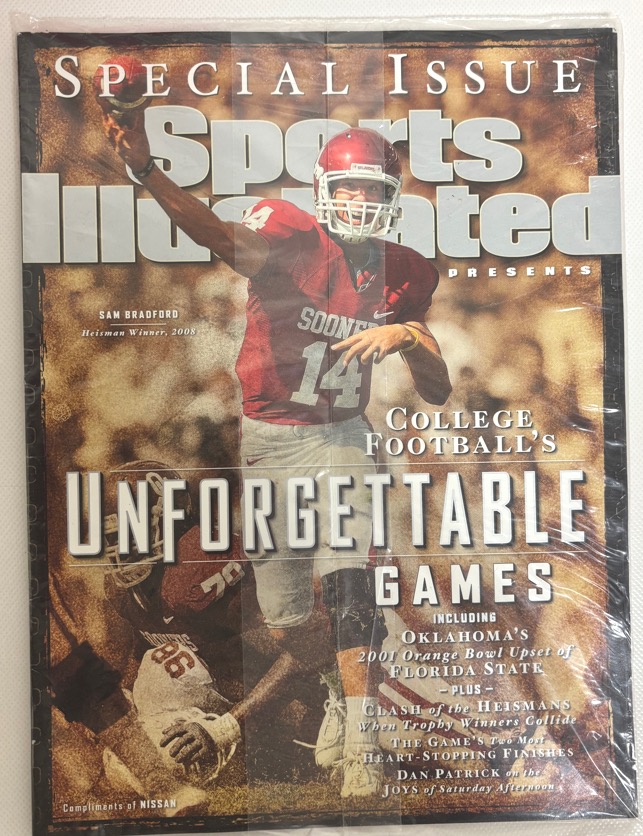 SPECIAL ISSUE
Sports
Illustrated
PRESENTS
SAM BRADFORD
Heisman Winner, 2008
14
SOONERS
14
COLLEGE
FOOTBALL'S
UNFORGETTABLE
GAMES
INCLUDING
OKLAHOMA'S
2001 Orange Bowl Upset of
FLORIDA STATE
– PLUS –
CLASH of the HEISMANS
When Trophy Winners Collide
THE GAME'S Two Most
HEART-STOPPING FINISHES
DAN PATRICK on the
JOYS of Saturday Afternoon
79
86
Compliments of NISSAN